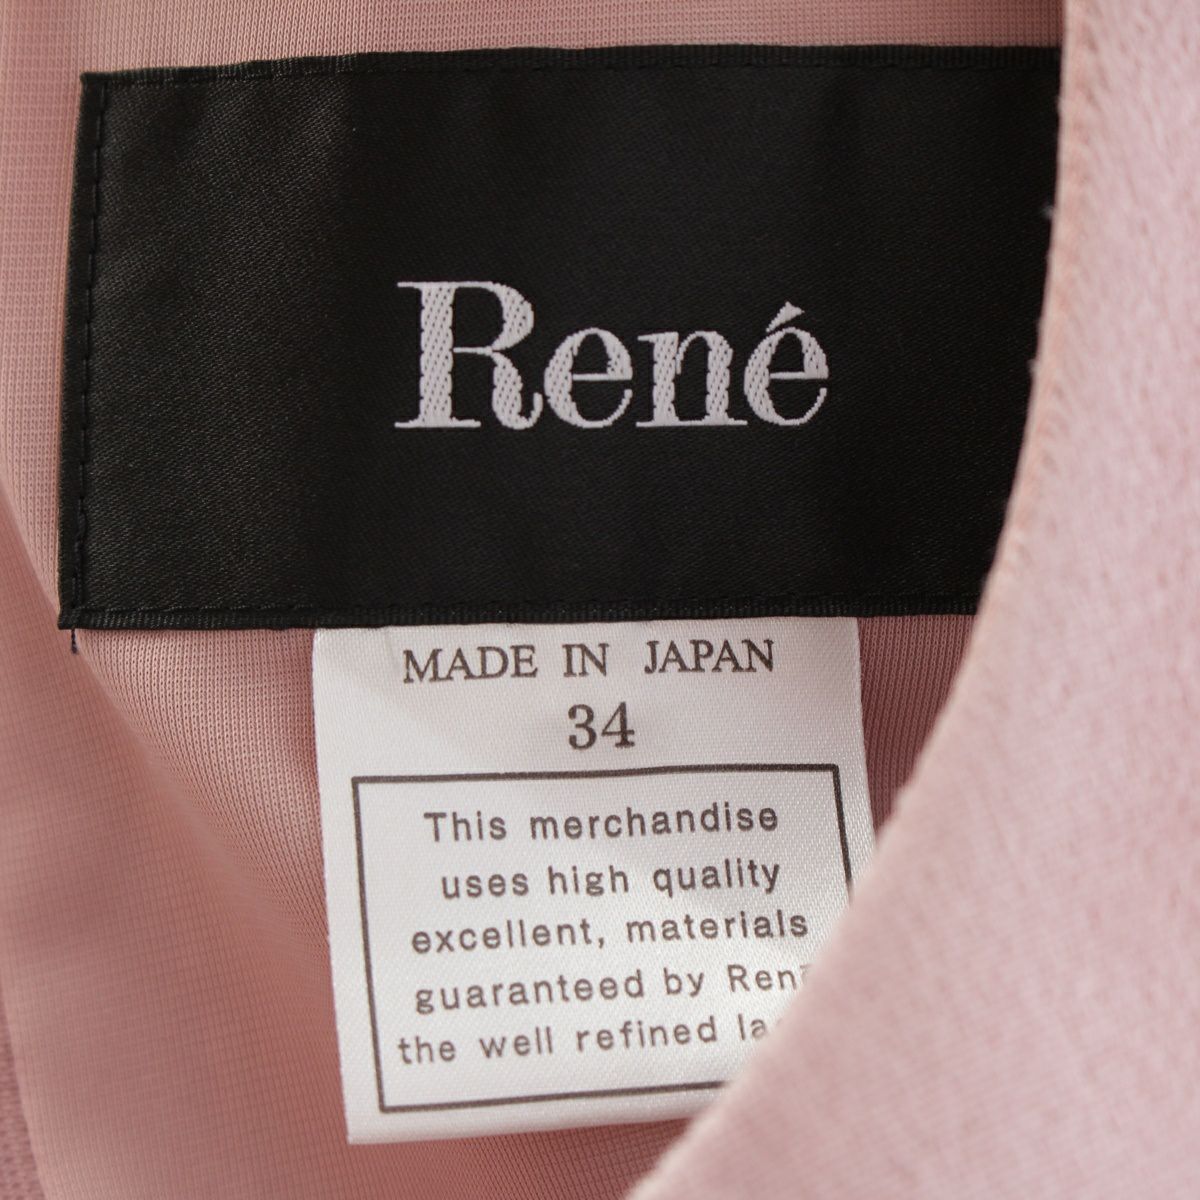 René
MADE IN JAPAN
34
This merchandise
uses high quality
excellent, materials
guaranteed by
the well refined